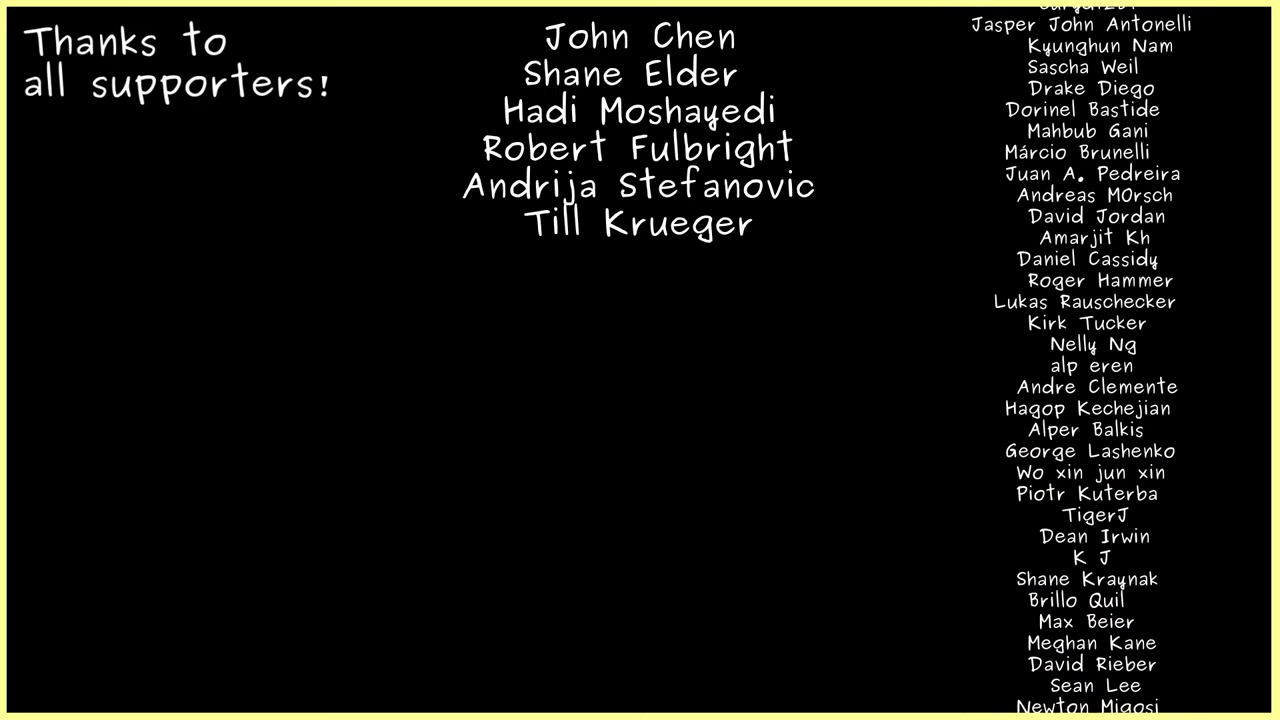 Thanks to
all supporters!
John Chen
Shane Elder
Hadi Moshayedi
Robert Fulbright
Andrija Stefanovic
Till Krueger
Jasper John Antonelli
Kyunghun Nam
Sascha Weil
Drake Diego
Dorinel Bastide
Mahbub Gani
Márcio Brunelli
Juan A. Pedreira
Andreas M0rsch
David Jordan
Amarjit Kh
Daniel Cassidy
Roger Hammer
Lukas Rauschecker
Kirk Tucker
Nelly Ng
alp eren
Andre Clemente
Hagop Kechejian
Alper Balkis
George Lashenko
Wo xin jun xin
Piotr Kuterba
TigerJ
Dean Irwin
K J
Shane Kraynak
Brillo Quil
Max Beier
Meghan Kane
David Rieber
Sean Lee
Newton Migosi